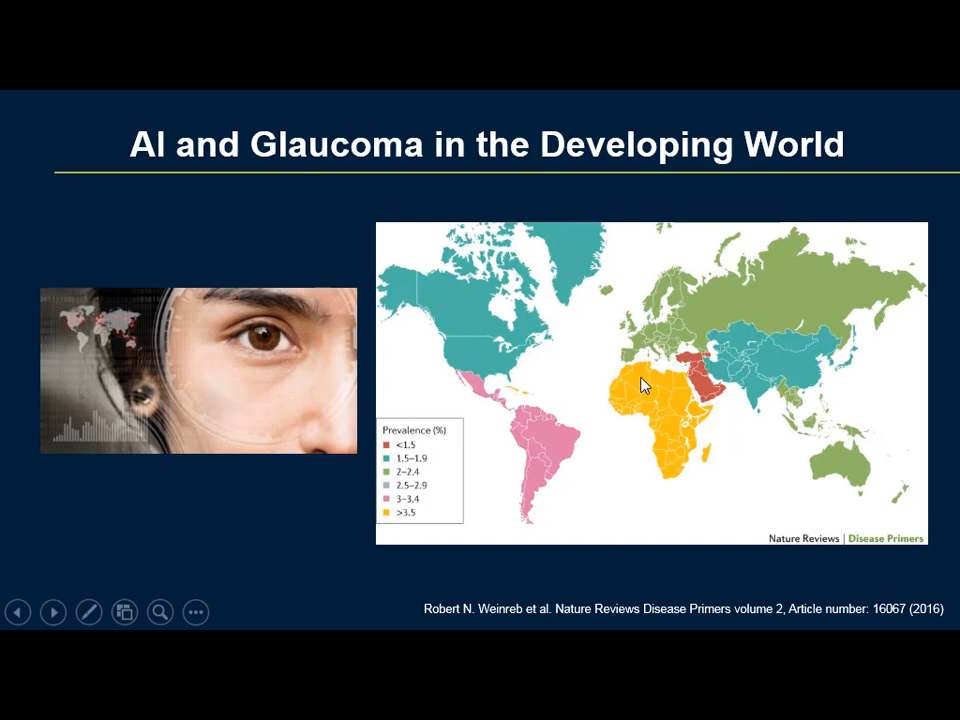 AI and Glaucoma in the Developing World
Prevalence (%)
<1.5
1.5–1.9
2–2.4
2.5–2.9
3–3.4
>3.5
Nature Reviews | Disease Primers
Robert N. Weinreb et al. Nature Reviews Disease Primers volume 2, Article number: 16067 (2016)